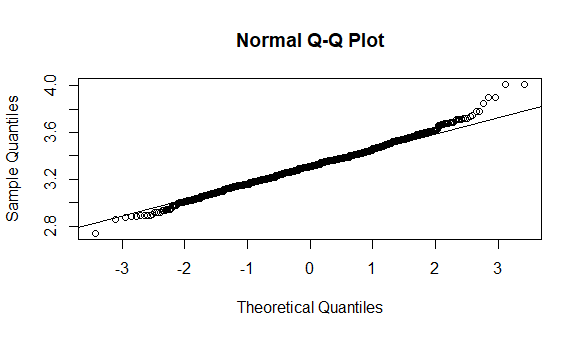 Normal Q-Q Plot
Sample Quantiles
4.0
3.6
3.2
2.8
-3 -2 -1 0 1 2 3
Theoretical Quantiles